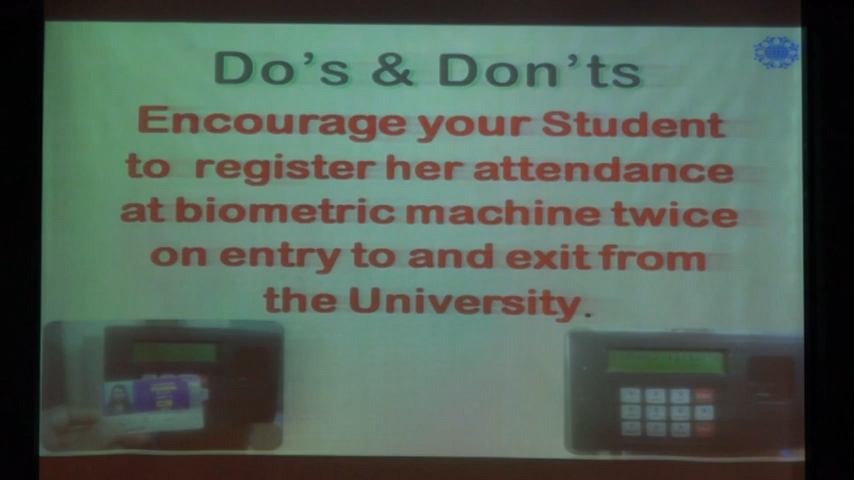 Do's & Don'ts
Encourage your Student
to register her attendance
at biometric machine twice
on entry to and exit from
the University.